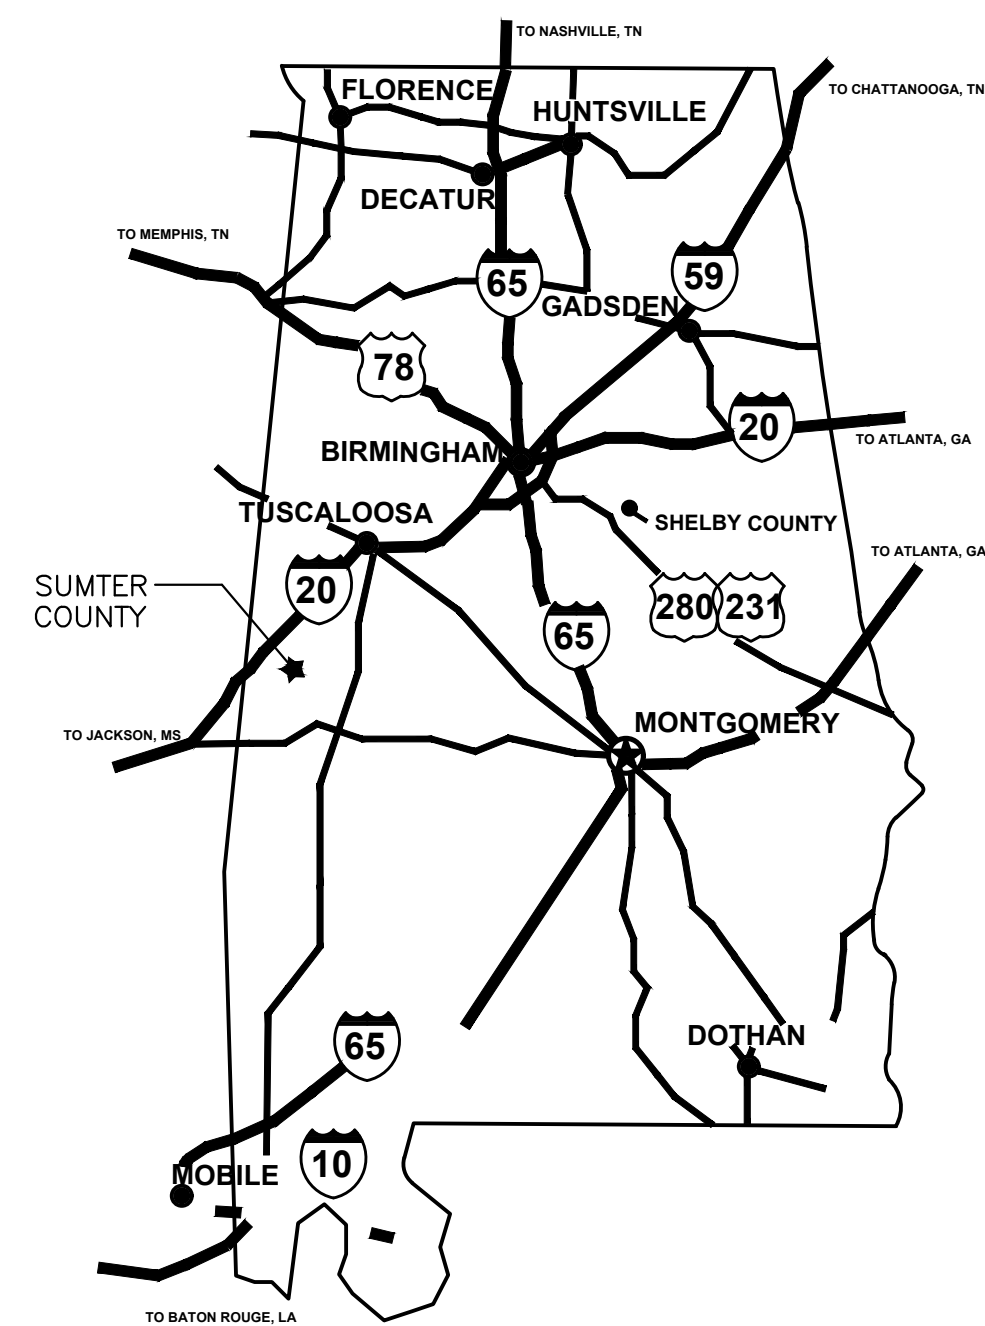 TO NASHVILLE, TN
FLORENCE
TO CHATTANOOGA, TN
HUNTSVILLE
DECATUR
TO MEMPHIS, TN
65
59
GADSDEN
78
20
TO ATLANTA, GA
BIRMINGHAM
TUSCALOOSA
SHELBY COUNTY
TO ATLANTA, GA
SUMTER
COUNTY
20
280
231
65
MONTGOMERY
TO JACKSON, MS
DOTHAN
65
10
MOBILE
TO BATON ROUGE, LA